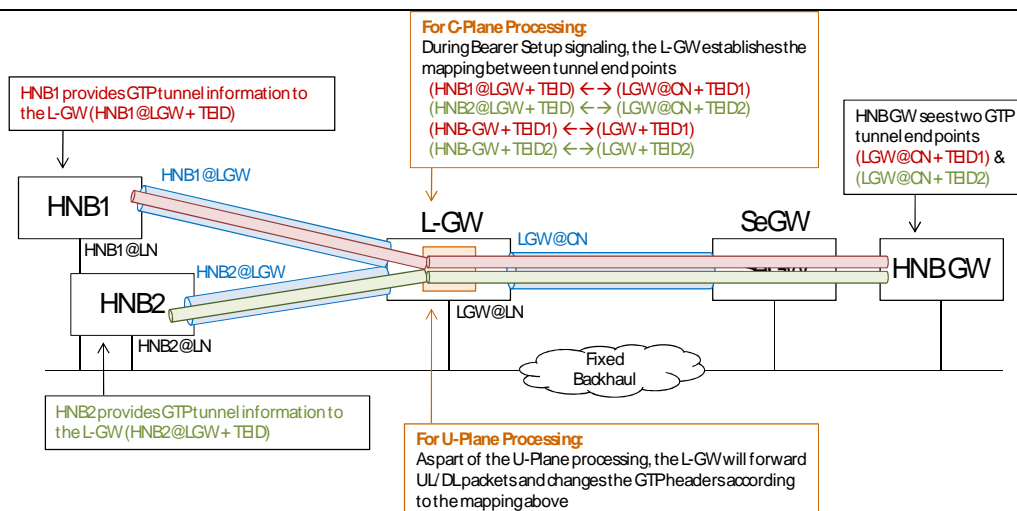 For C-Plane Processing:
During Bearer Setup signaling, the L-GW establishes the
mapping between tunnel end points
(HNB1@LGW + TEID) ←→ (LGW@CN + TEID1)
(HNB2@LGW + TEID) ←→ (LGW@CN + TEID2)
(HNB-GW + TEID1) ←→ (LGW + TEID1)
(HNB-GW + TEID2) ←→ (LGW + TEID2)
HNB1 provides GTP tunnel information to
the L-GW (HNB1@LGW + TEID)
HNBGW sees two GTP
tunnel end points
(LGW@CN + TEID1) &
(LGW@CN + TEID2)
HNB1@LGW
HNB1
L-GW
SeGW
LGW@CN
HNB1@LN
HNB2@LGW
HNBGW
HNB2
LGW@LN
HNB2@LN
Fixed
Backhaul
HNB2 provides GTP tunnel information to
the L-GW (HNB2@LGW + TEID)
For U-Plane Processing:
As part of the U-Plane processing, the L-GW will forward
UL/DL packets and changes the GTP headers according
to the mapping above